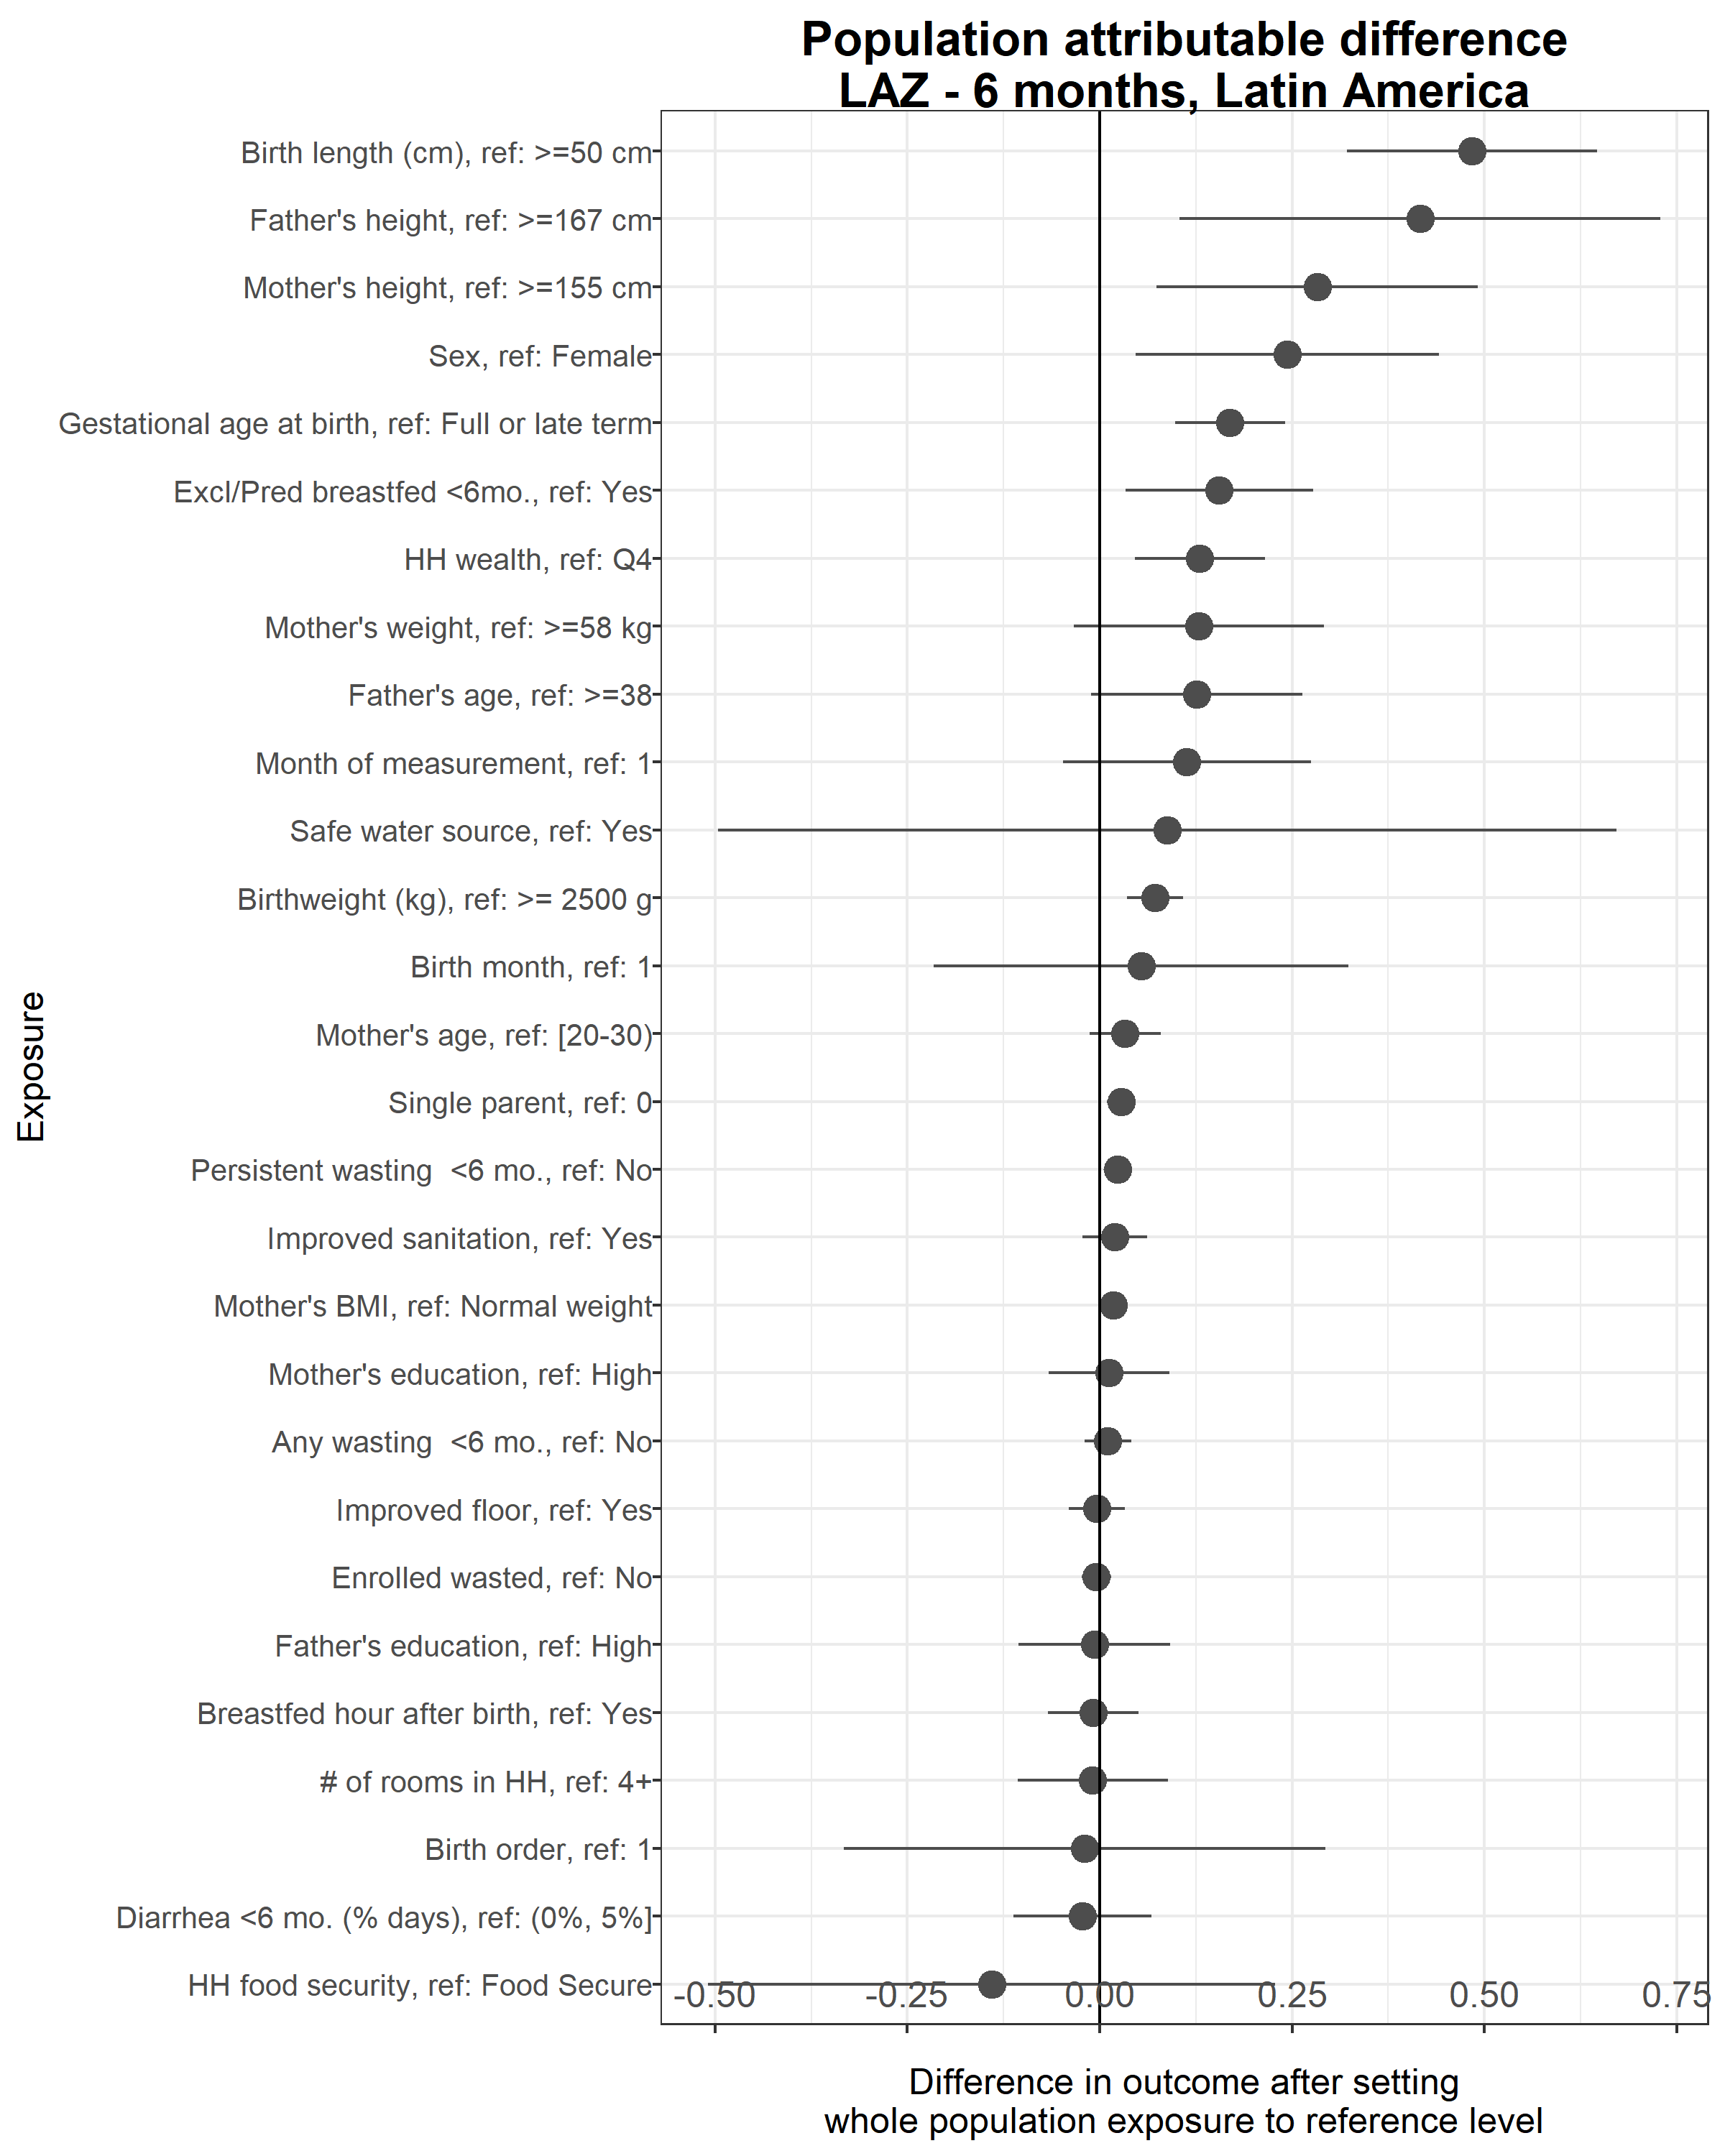 Population attributable difference
LAZ - 6 months, Latin America
Exposure
Birth length (cm), ref: >=50 cm
Father's height, ref: >=167 cm
Mother's height, ref: >=155 cm
Sex, ref: Female
Gestational age at birth, ref: Full or late term
Excl/Pred breastfed <6mo., ref: Yes
HH wealth, ref: Q4
Mother's weight, ref: >=58 kg
Father's age, ref: >=38
Month of measurement, ref: 1
Safe water source, ref: Yes
Birthweight (kg), ref: >= 2500 g
Birth month, ref: 1
Mother's age, ref: [20-30)
Single parent, ref: 0
Persistent wasting  <6 mo., ref: No
Improved sanitation, ref: Yes
Mother's BMI, ref: Normal weight
Mother's education, ref: High
Any wasting  <6 mo., ref: No
Improved floor, ref: Yes
Enrolled wasted, ref: No
Father's education, ref: High
Breastfed hour after birth, ref: Yes
# of rooms in HH, ref: 4+
Birth order, ref: 1
Diarrhea <6 mo. (% days), ref: (0%, 5%]
HH food security, ref: Food Secure
-0.50 -0.25 0.00 0.25 0.50 0.75
Difference in outcome after setting
whole population exposure to reference level